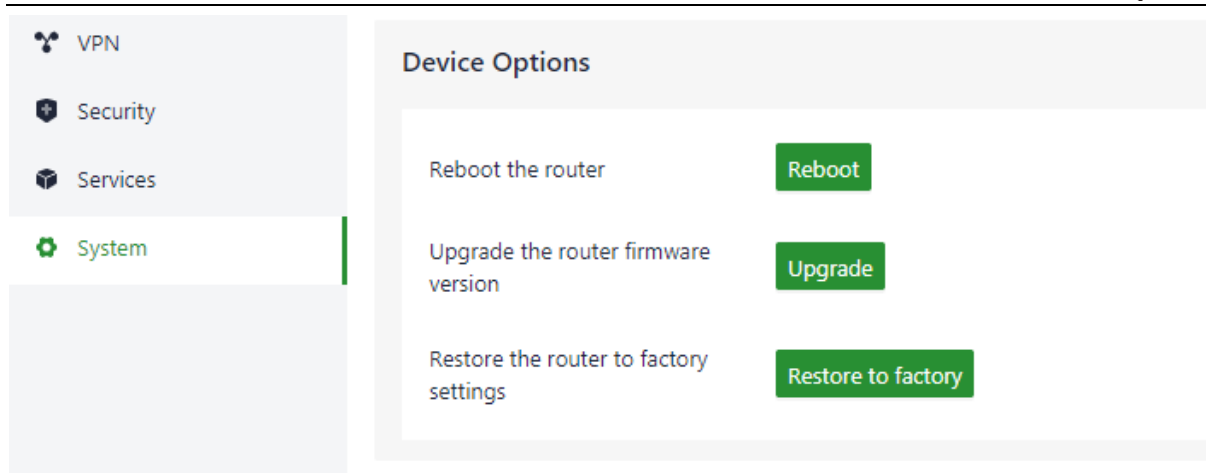 VPN
Security
Services
System
Device Options
Reboot the router
Reboot
Upgrade the router firmware
version
Upgrade
Restore the router to factory
settings
Restore to factory